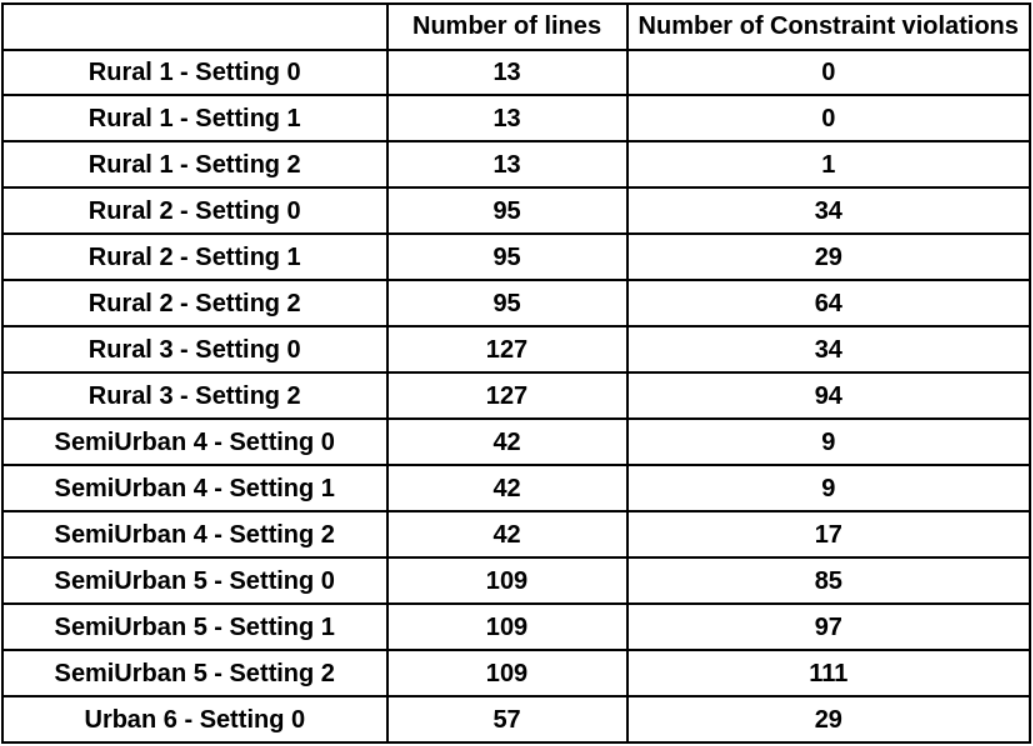 Number of lines Number of Constraint violations
Rural 1 - Setting 0 13 0
Rural 1 - Setting 1 13 0
Rural 1 - Setting 2 13 1
Rural 2 - Setting 0 95 34
Rural 2 - Setting 1 95 29
Rural 2 - Setting 2 95 64
Rural 3 - Setting 0 127 34
Rural 3 - Setting 2 127 94
SemiUrban 4 - Setting 0 42 9
SemiUrban 4 - Setting 1 42 9
SemiUrban 4 - Setting 2 42 17
SemiUrban 5 - Setting 0 109 85
SemiUrban 5 - Setting 1 109 97
SemiUrban 5 - Setting 2 109 111
Urban 6 - Setting 0 57 29